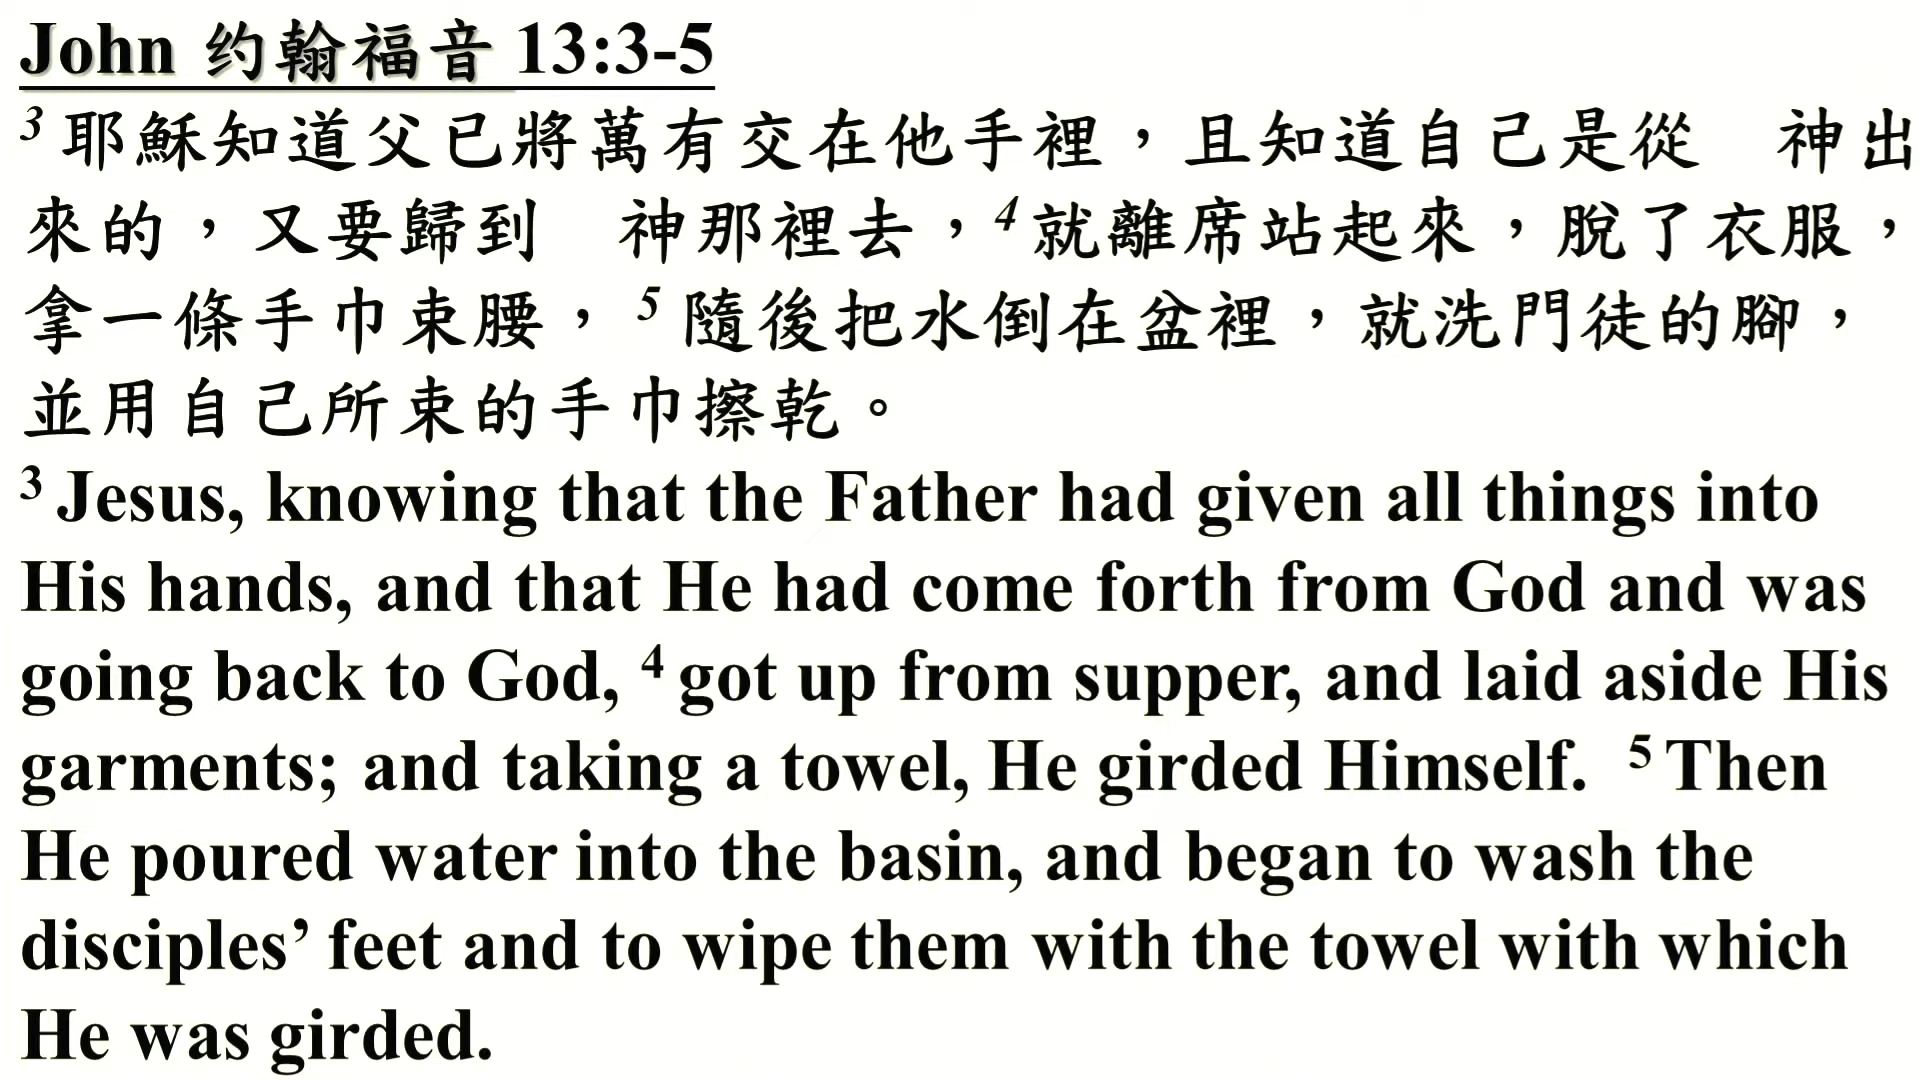 John 约翰福音 13:3-5
3 耶穌知道父已將萬有交在他手裡，且知道自己是從　神出
來的，又要歸到　神那裡去，4 就離席站起來，脫了衣服，
拿一條手巾束腰，5 隨後把水倒在盆裡，就洗門徒的腳，
並用自己所束的手巾擦乾。
3 Jesus, knowing that the Father had given all things into
His hands, and that He had come forth from God and was
going back to God, 4 got up from supper, and laid aside His
garments; and taking a towel, He girded Himself. 5 Then
He poured water into the basin, and began to wash the
disciples’ feet and to wipe them with the towel with which
He was girded.